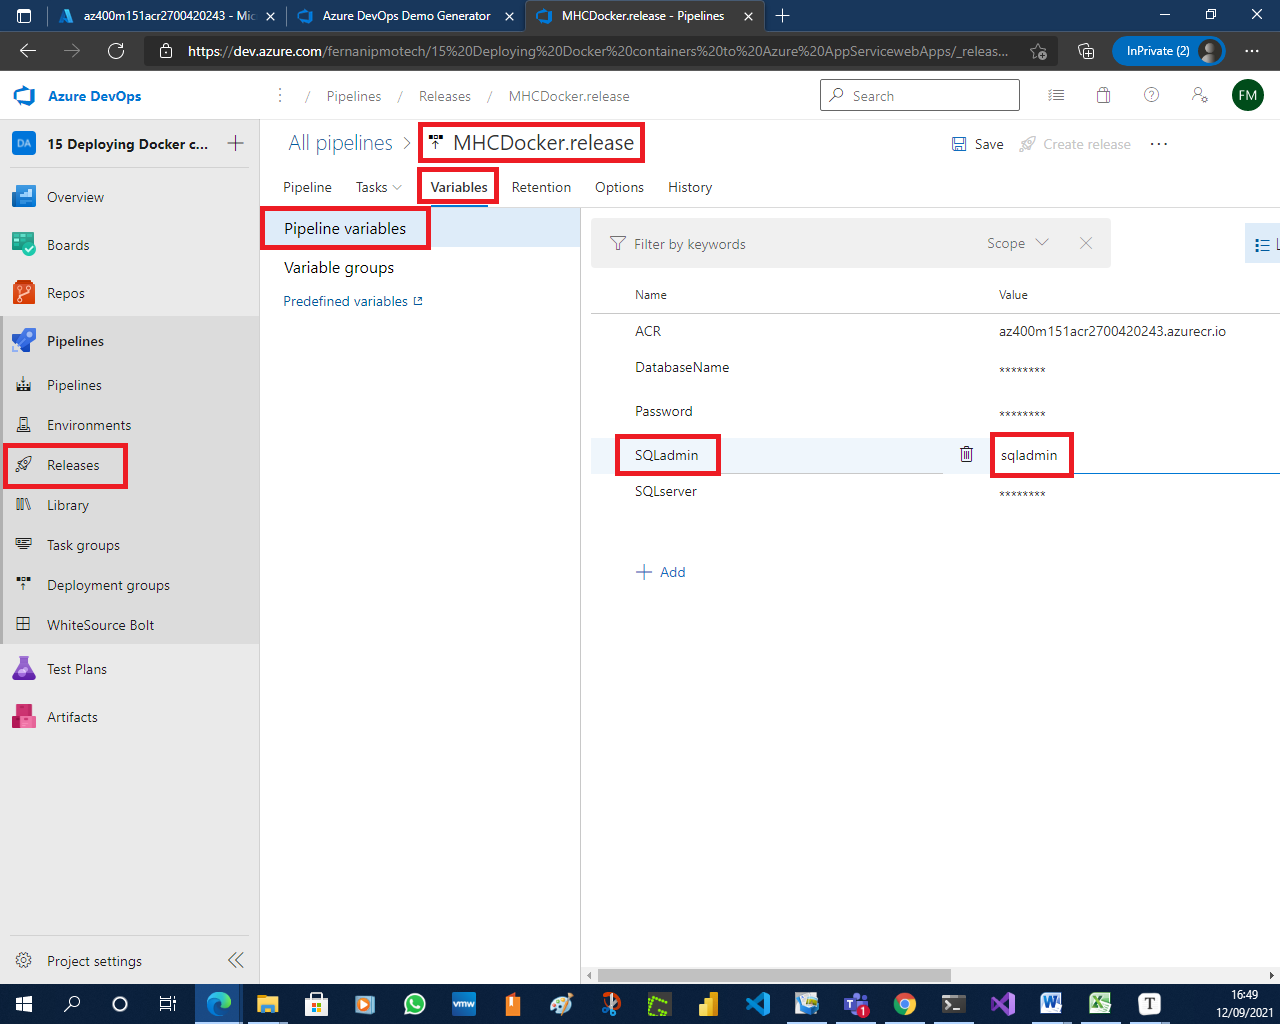 az400m151acr2700420243 - Mic
Azure DevOps Demo Generator
MHCDocker.release - Pipelines
https://dev.azure.com/fernanipmotech/15%20Deploying%20Docker%20containers%20to%20Azure%20AppServicewebApps/_releas...
InPrivate (2)
Azure DevOps
/ Pipelines / Releases / MHCDocker.release
Search
FM
DA
15 Deploying Docker c...
All pipelines > MHCDocker.release
Save
Create release
Pipeline
Tasks
Variables
Retention
Options
History
Overview
Boards
Repos
Pipelines
Pipelines
Environments
Releases
Library
Task groups
Deployment groups
WhiteSource Bolt
Test Plans
Artifacts
Project settings
Pipeline variables
Variable groups
Predefined variables
Filter by keywords
Scope
L
Name Value
ACR az400m151acr2700420243.azurecr.io
DatabaseName ********
Password ********
SQLadmin sqladmin
SQLserver ********
Add
vmw
1
T
16:49
12/09/2021